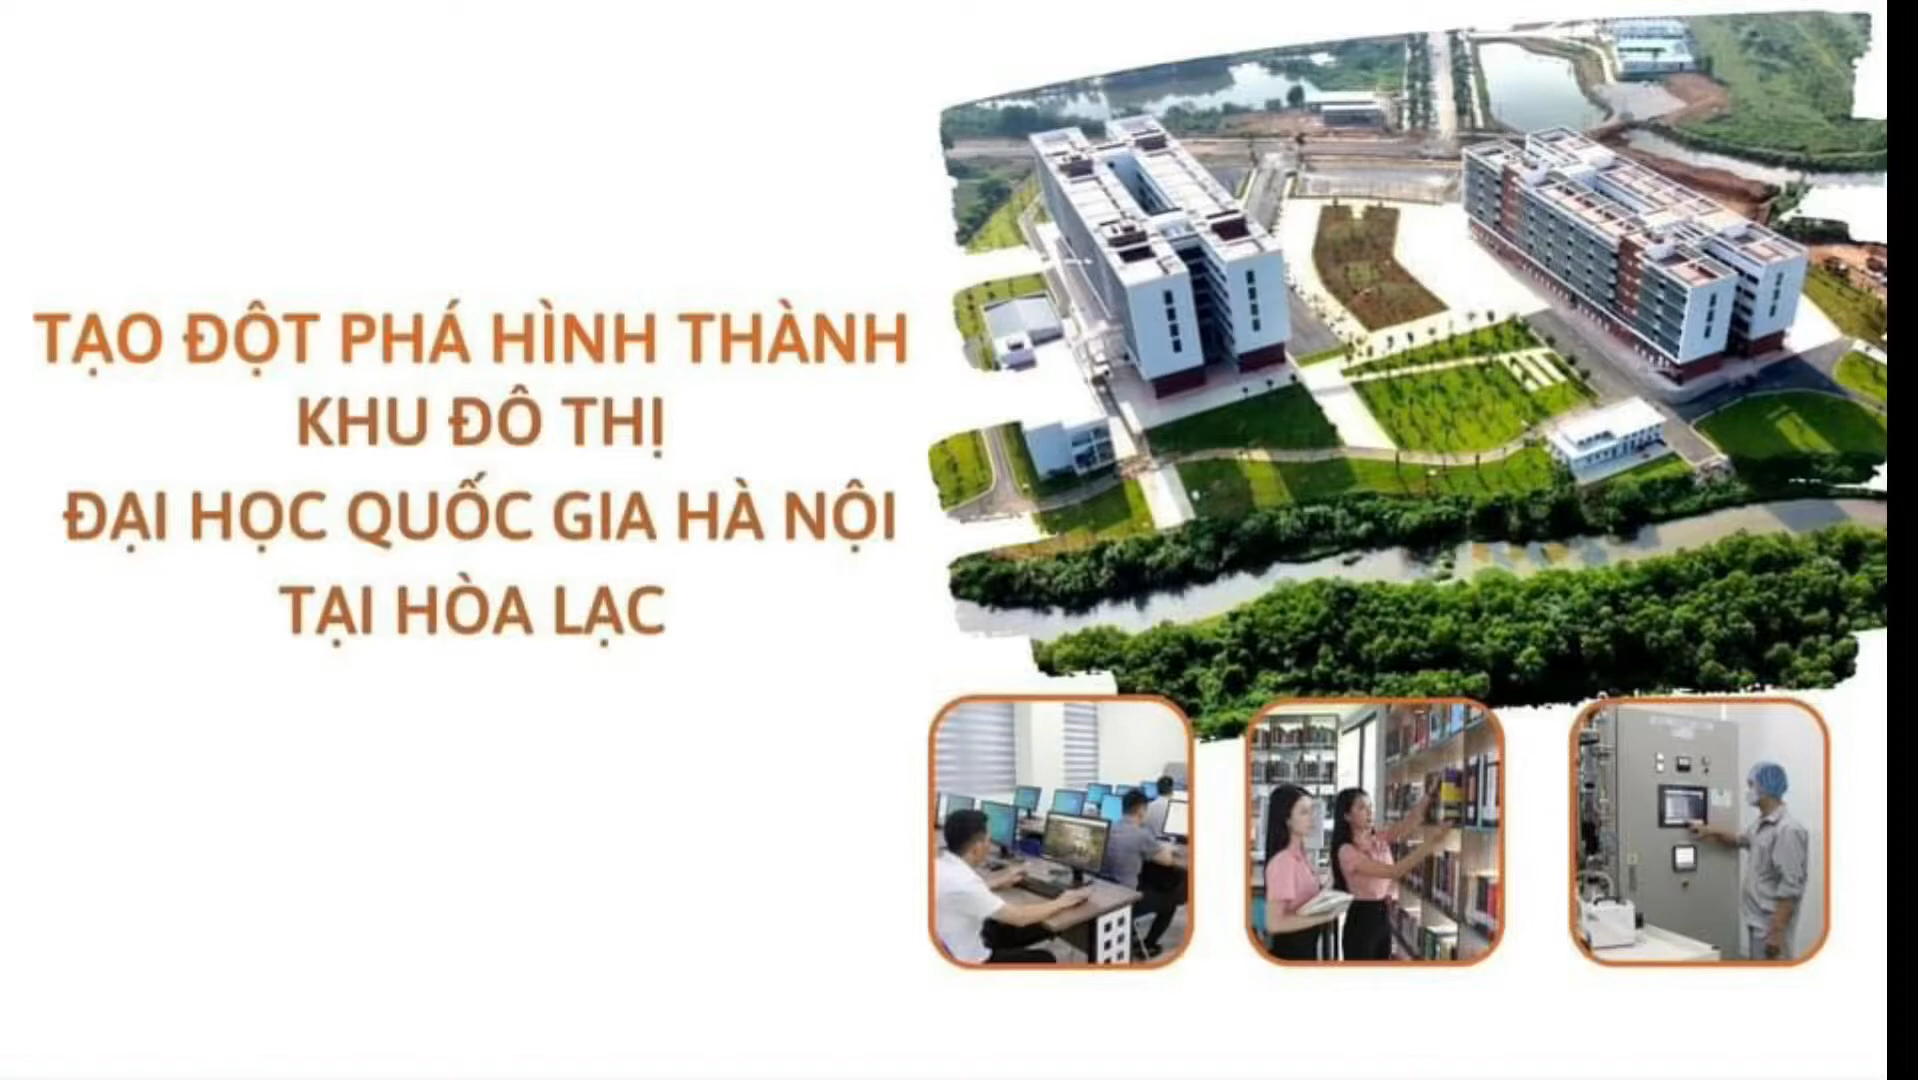 TẠO ĐỘT PHÁ HÌNH THÀNH
KHU ĐÔ THỊ
ĐẠI HỌC QUỐC GIA HÀ NỘI
TẠI HÒA LẠC